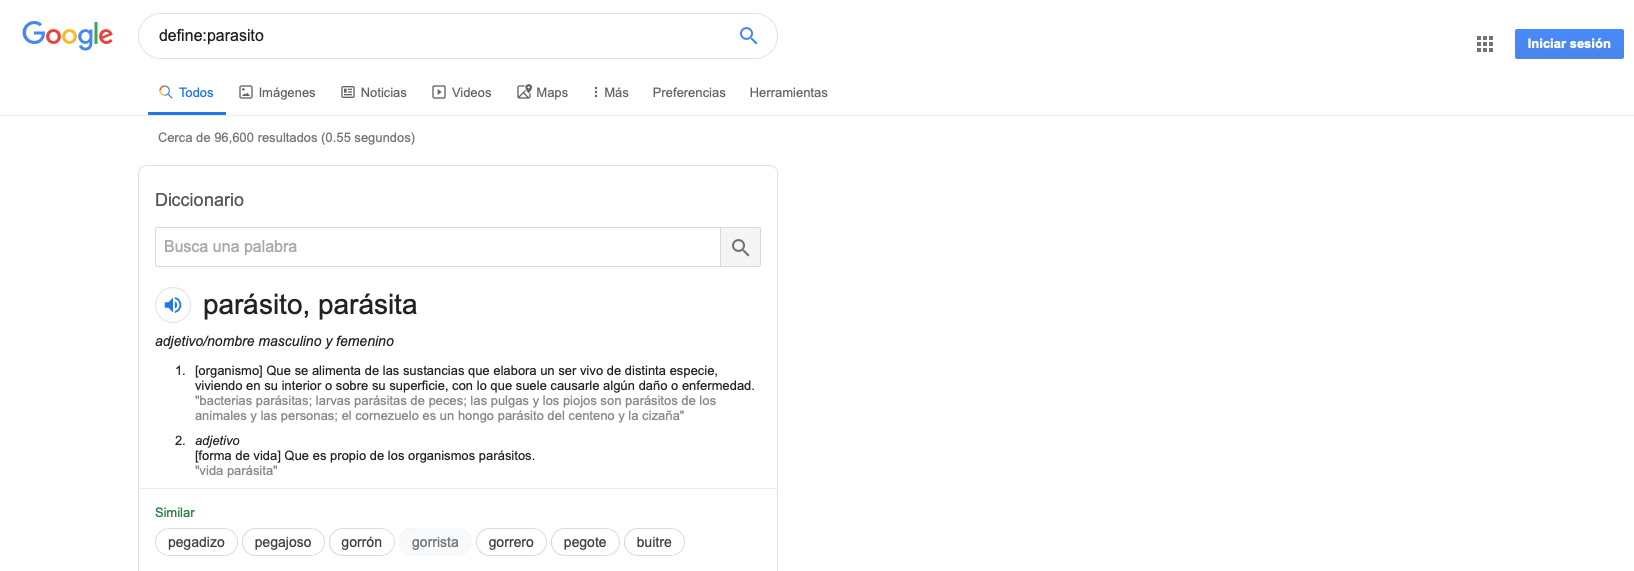 Google
define:parasito
Iniciar sesión
Todos Imágenes Noticias Videos Maps Más Preferencias Herramientas
Cerca de 96,600 resultados (0.55 segundos)
Diccionario
Busca una palabra
parásito, parásita
adjetivo/nombre masculino y femenino
1. [organismo] Que se alimenta de las sustancias que elabora un ser vivo de distinta especie,
viviendo en su interior o sobre su superficie, con lo que suele causarle algún daño o enfermedad.
"bacterias parásitas; larvas parásitas de peces; las pulgas y los piojos son parásitos de los
animales y las personas; el cornezuelo es un hongo parásito del centeno y la cizaña"
2. adjetivo
[forma de vida] Que es propio de los organismos parásitos.
"vida parásita"
Similar
pegadizo pegajoso gorrón gorrista gorrero pegote buitre